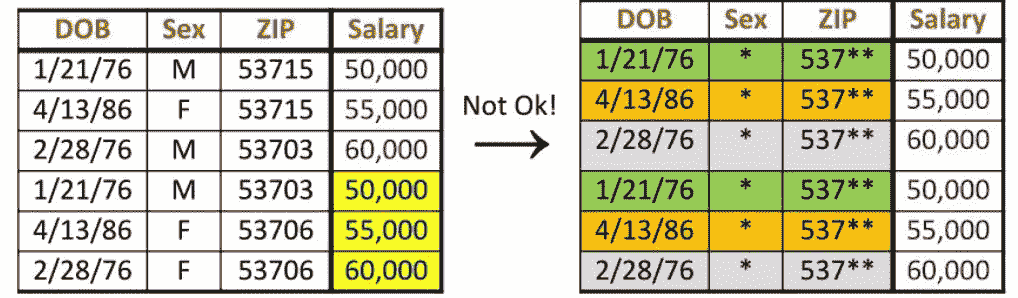 DOB Sex ZIP Salary
1/21/76 M 53715 50,000
4/13/86 F 53715 55,000
2/28/76 M 53703 60,000
1/21/76 M 53703 50,000
4/13/86 F 53706 55,000
2/28/76 F 53706 60,000
Not Ok!
DOB Sex ZIP Salary
1/21/76 * 537** 50,000
4/13/86 * 537** 55,000
2/28/76 * 537** 60,000
1/21/76 * 537** 50,000
4/13/86 * 537** 55,000
2/28/76 * 537** 60,000